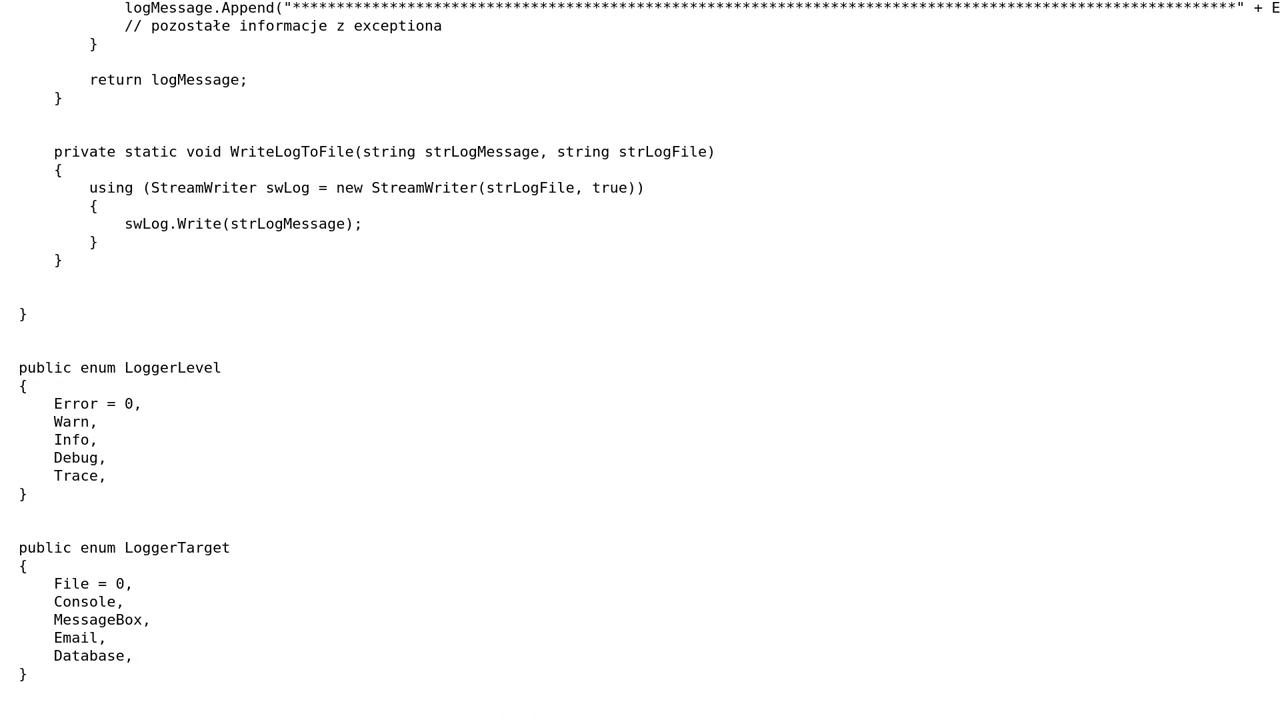 logMessage.Append("***********************************************************************************************************" + E
// pozostałe informacje z exceptiona
}
return logMessage;
}
private static void WriteLogToFile(string strLogMessage, string strLogFile)
{
using (StreamWriter swLog = new StreamWriter(strLogFile, true))
{
swLog.Write(strLogMessage);
}
}
}
public enum LoggerLevel
{
Error = 0,
Warn,
Info,
Debug,
Trace,
}
public enum LoggerTarget
{
File = 0,
Console,
MessageBox,
Email,
Database,
}